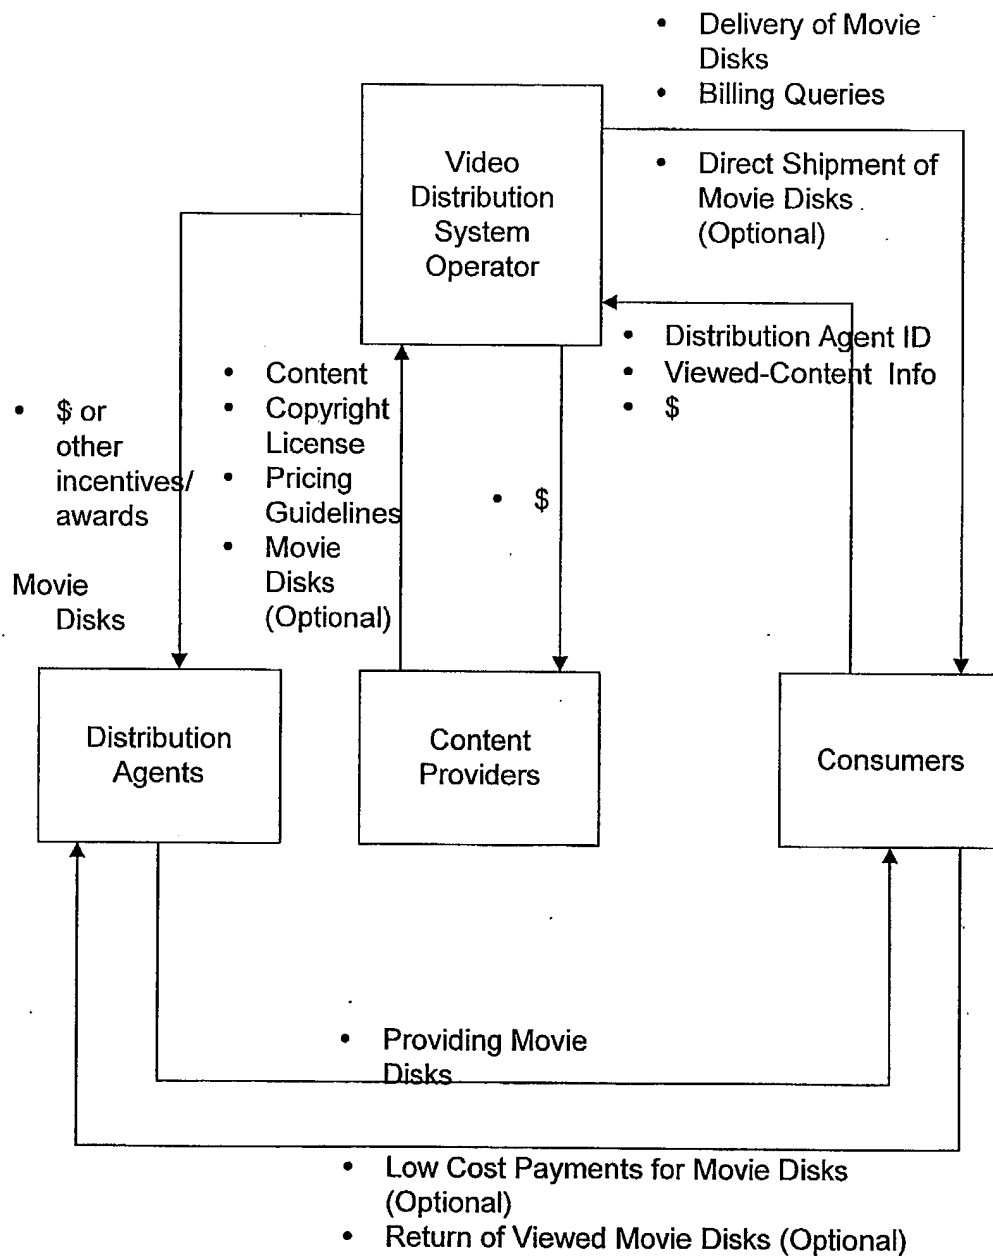 • Delivery of Movie
Disks
• Billing Queries
Video
Distribution
System
Operator
• Direct Shipment of
Movie Disks
(Optional)
• Distribution Agent ID
• Viewed-Content Info
• $
• $ or
other
incentives/
awards
Movie
Disks
• Content
• Copyright
License
• Pricing
Guidelines
• Movie
Disks
(Optional)
• $
Distribution
Agents
Content
Providers
Consumers
• Providing Movie
Disks
• Low Cost Payments for Movie Disks
(Optional)
• Return of Viewed Movie Disks (Optional)